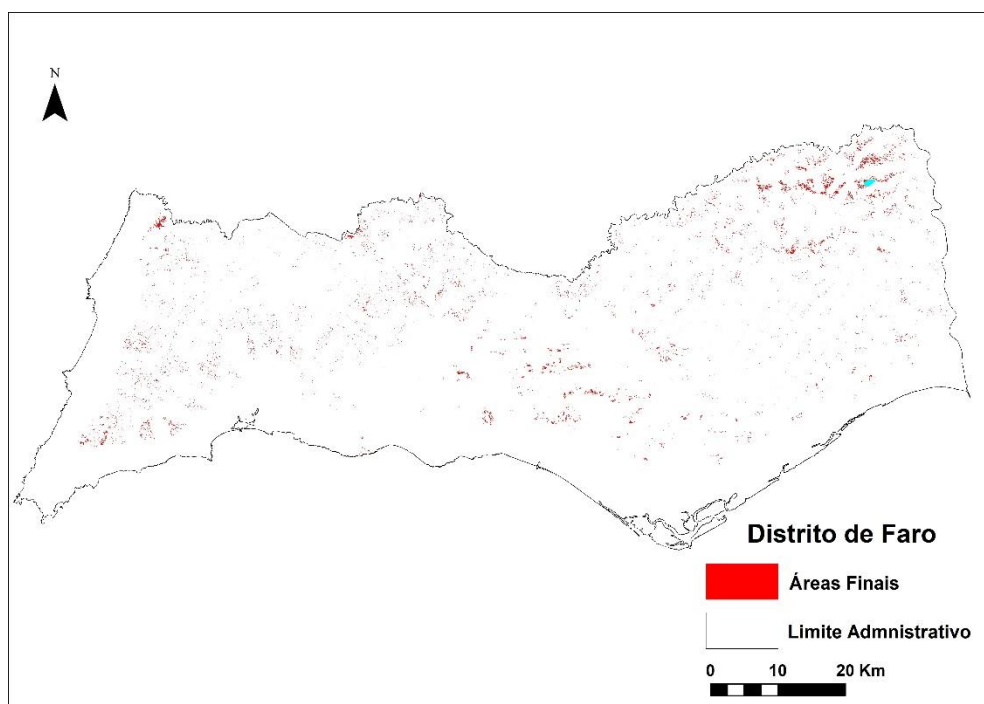 N
Distrito de Faro
Áreas Finais
Limite Admnistrativo
0 10 20 Km